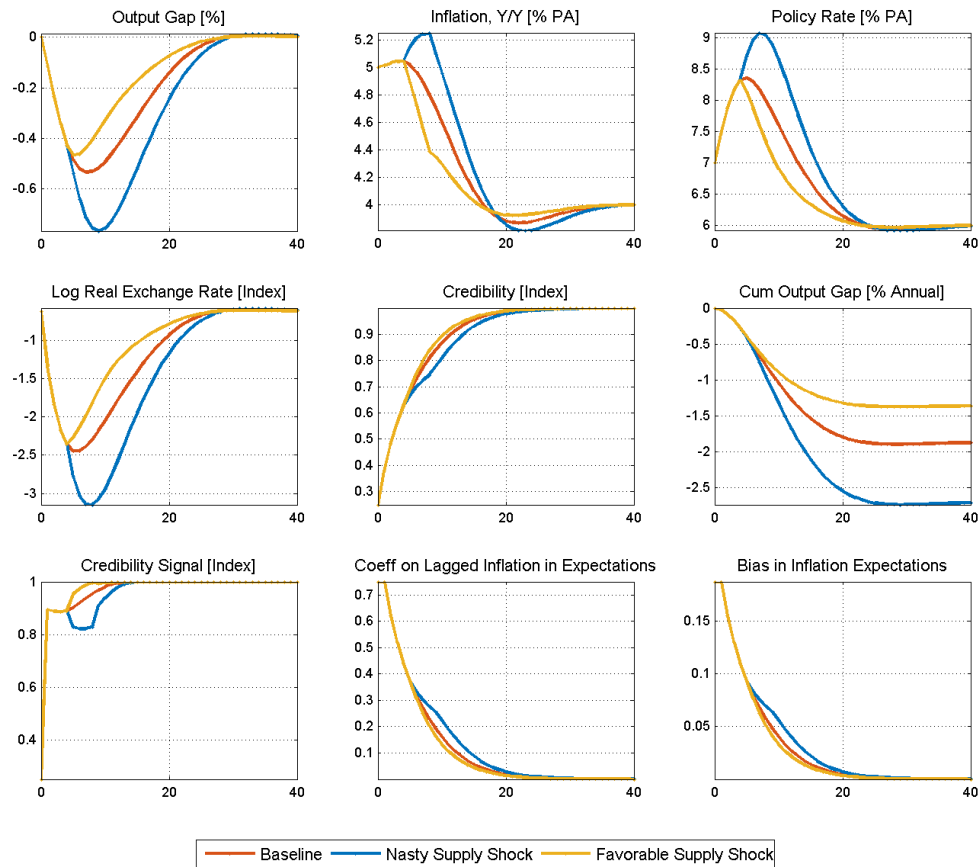 Output Gap [%]
0
-0.2
-0.4
-0.6
0 20 40
Inflation, Y/Y [% PA]
5.2
5
4.8
4.6
4.4
4.2
4
0 20 40
Policy Rate [% PA]
9
8.5
8
7.5
7
6.5
6
0 20 40
Log Real Exchange Rate [Index]
-1
-1.5
-2
-2.5
-3
0 20 40
Credibility [Index]
0.9
0.8
0.7
0.6
0.5
0.4
0.3
0 20 40
Cum Output Gap [% Annual]
0
-0.5
-1
-1.5
-2
-2.5
0 20 40
Credibility Signal [Index]
1
0.8
0.6
0.4
0 20 40
Coeff on Lagged Inflation in Expectations
0.7
0.6
0.5
0.4
0.3
0.2
0.1
0 20 40
Bias in Inflation Expectations
0.15
0.1
0.05
0 20 40
Baseline Nasty Supply Shock Favorable Supply Shock